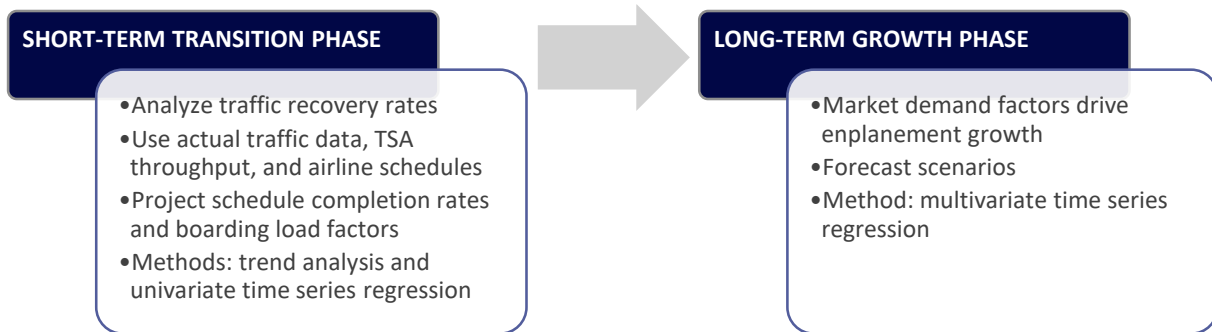 SHORT-TERM TRANSITION PHASE
•Analyze traffic recovery rates
•Use actual traffic data, TSA
throughput, and airline schedules
•Project schedule completion rates
and boarding load factors
•Methods: trend analysis and
univariate time series regression
LONG-TERM GROWTH PHASE
•Market demand factors drive
enplanement growth
•Forecast scenarios
•Method: multivariate time series
regression